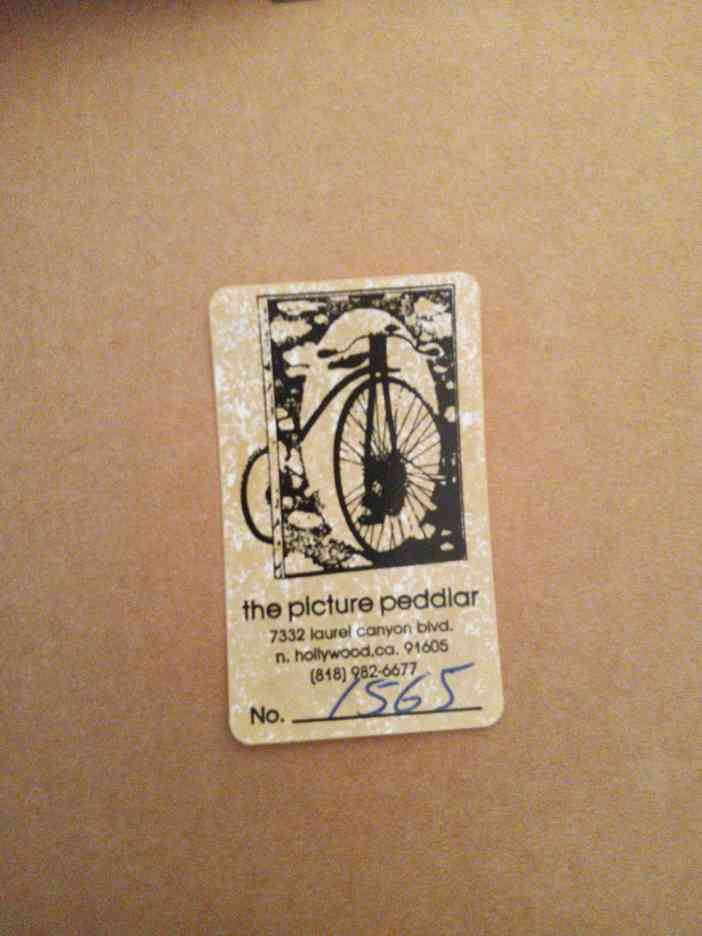 the picture peddlar
7332 laurel canyon blvd.
n. hollywood,ca. 91605
(818) 982-6677
No. 1565